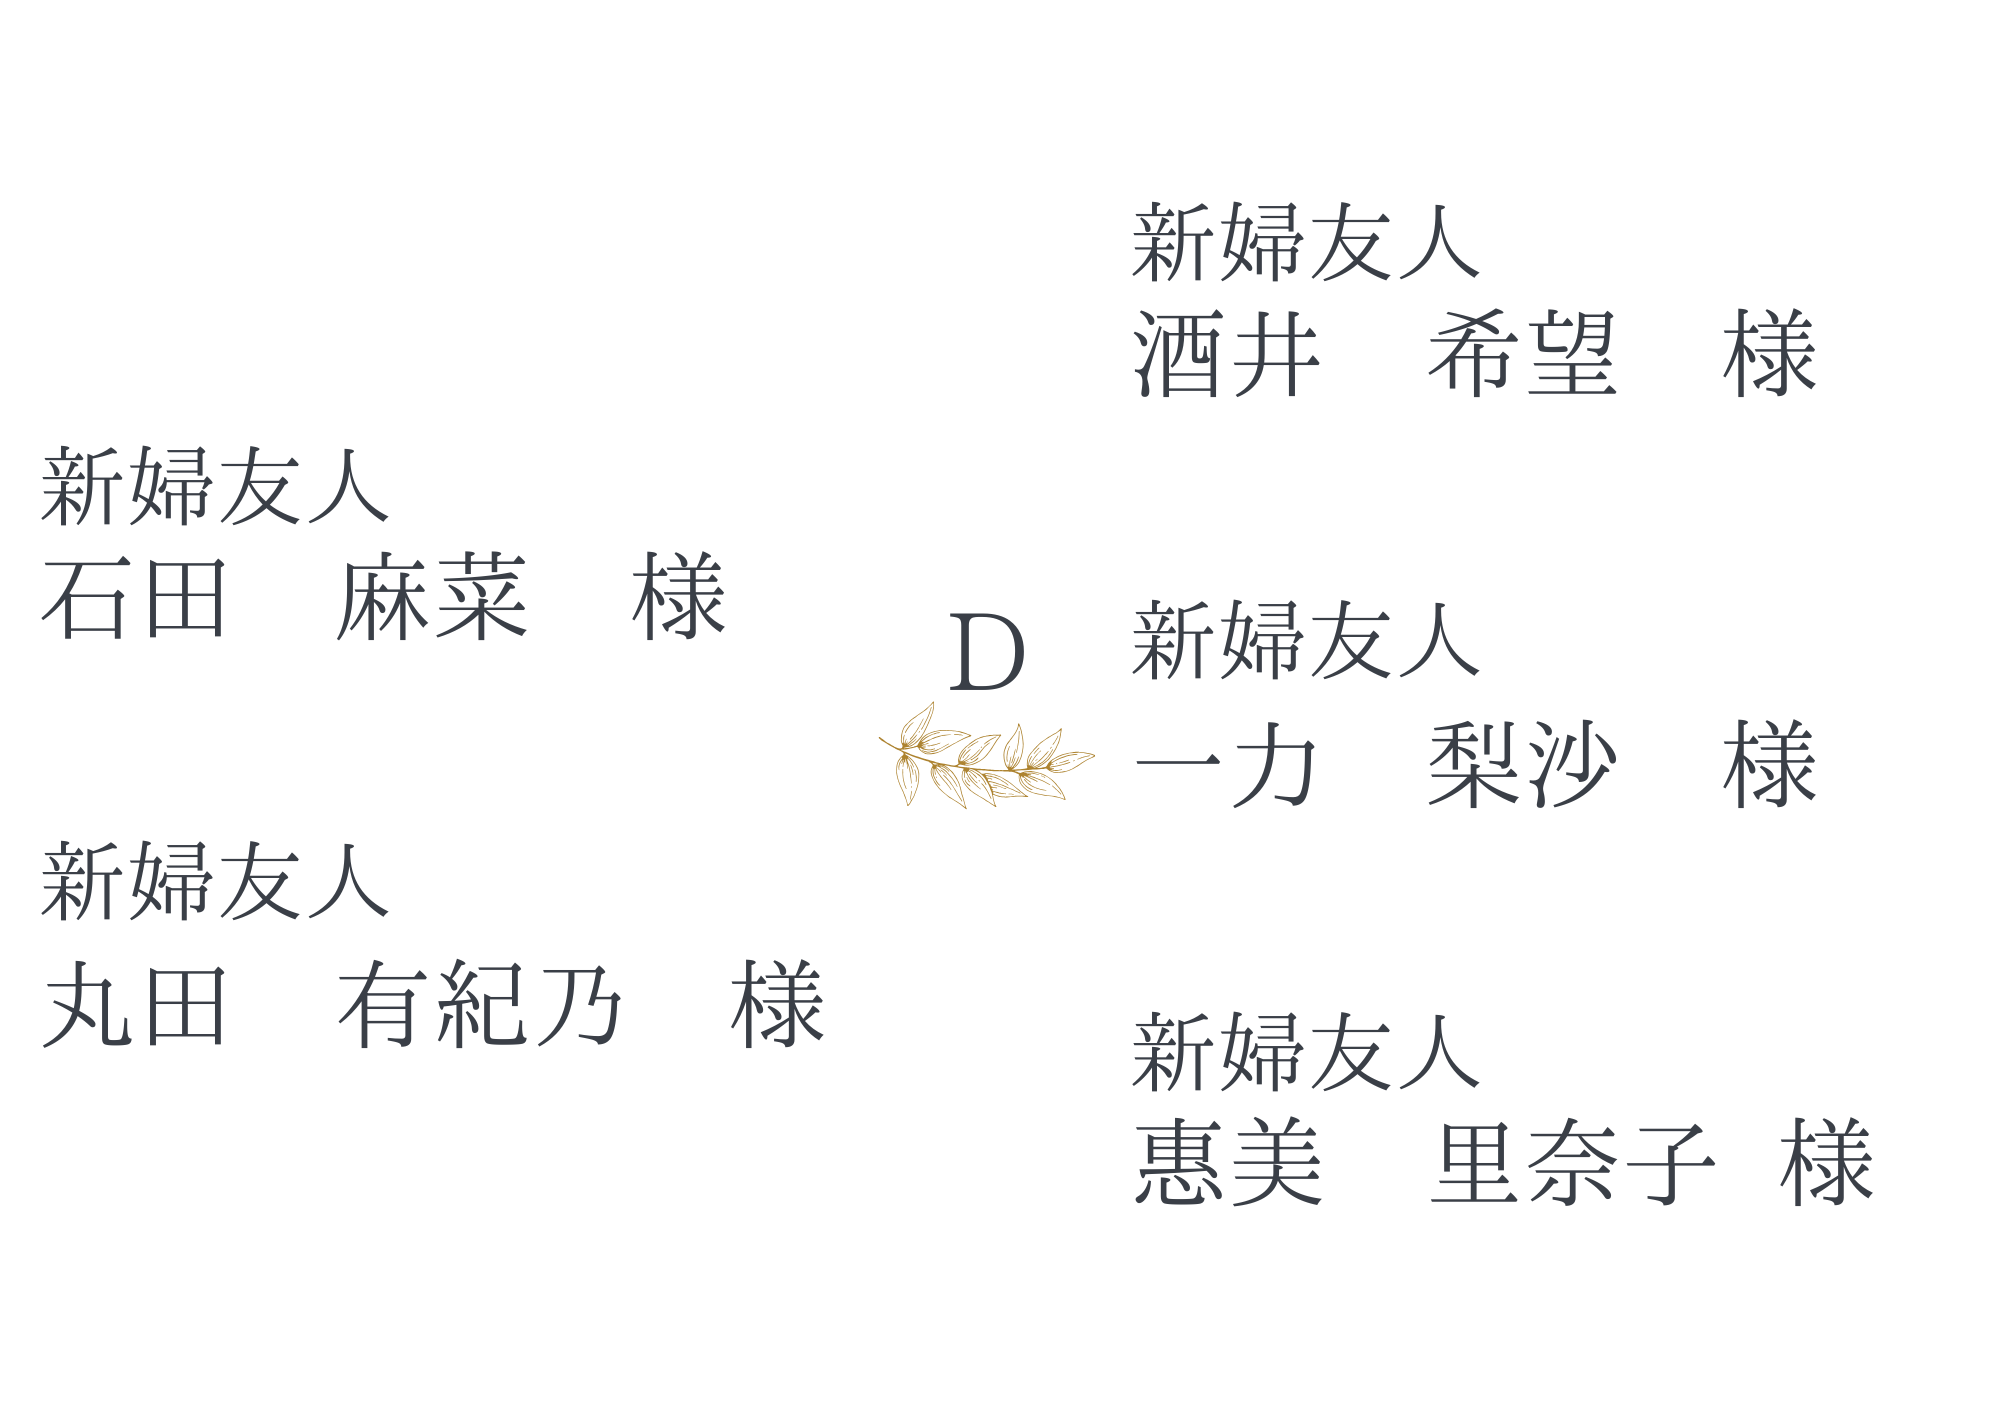 新婦友人
石田　麻菜　様
新婦友人
丸田　有紀乃　様
D
新婦友人
酒井　希望　様
新婦友人
一力　梨沙　様
新婦友人
惠美　里奈子 様